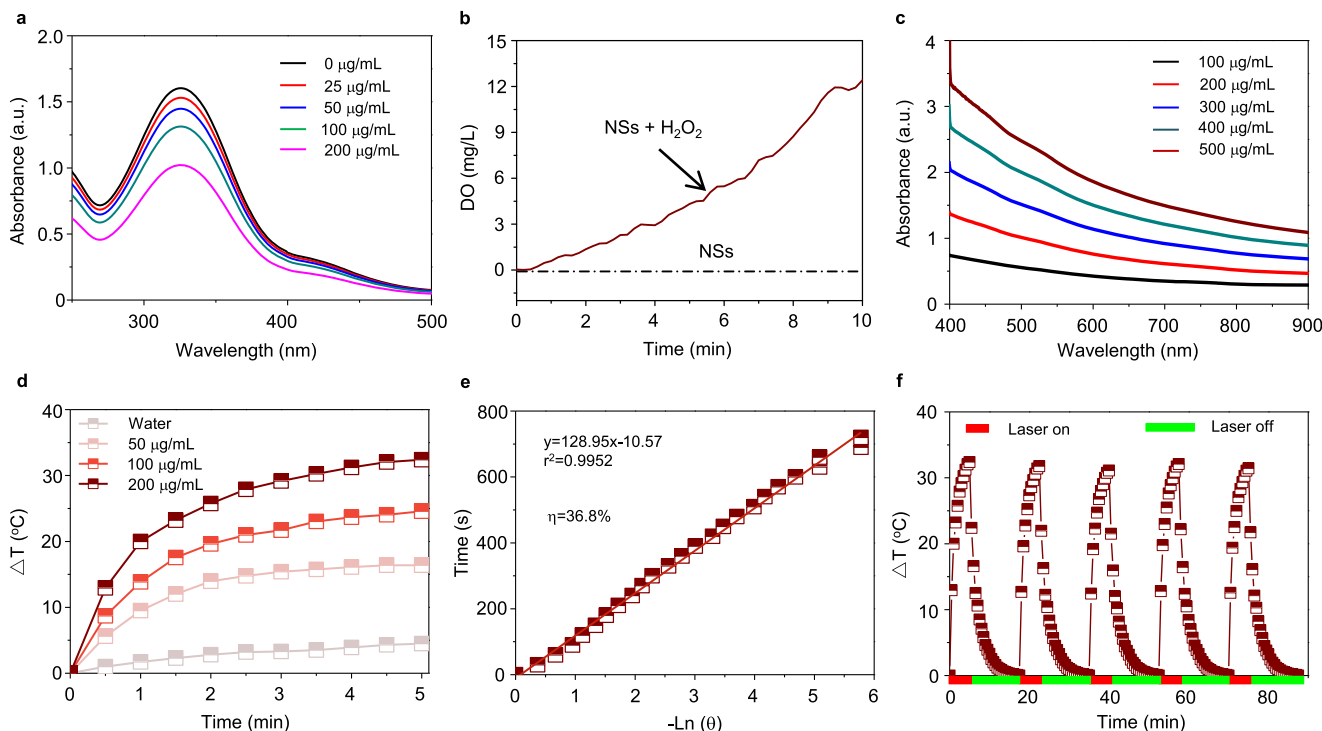 a
2.0
1.5
1.0
0.5
0
300
400
500
Absorbance (a.u.)
Wavelength (nm)
0 μg/mL
25 μg/mL
50 μg/mL
100 μg/mL
200 μg/mL
b
15
12
9
6
3
0
0
2
4
6
8
10
DO (mg/L)
Time (min)
NSs + H₂O₂
NSs
c
4
3
2
1
0
400
500
600
700
800
900
Absorbance (a.u.)
Wavelength (nm)
100 μg/mL
200 μg/mL
300 μg/mL
400 μg/mL
500 μg/mL
d
40
30
20
10
0
0
1
2
3
4
5
△T (°C)
Time (min)
Water
50 μg/mL
100 μg/mL
200 μg/mL
e
800
600
400
200
0
0
1
2
3
4
5
6
Time (s)
-Ln (θ)
y=128.95x-10.57
r²=0.9952
η=36.8%
f
40
30
20
10
0
0
20
40
60
80
△T (°C)
Time (min)
Laser on
Laser off